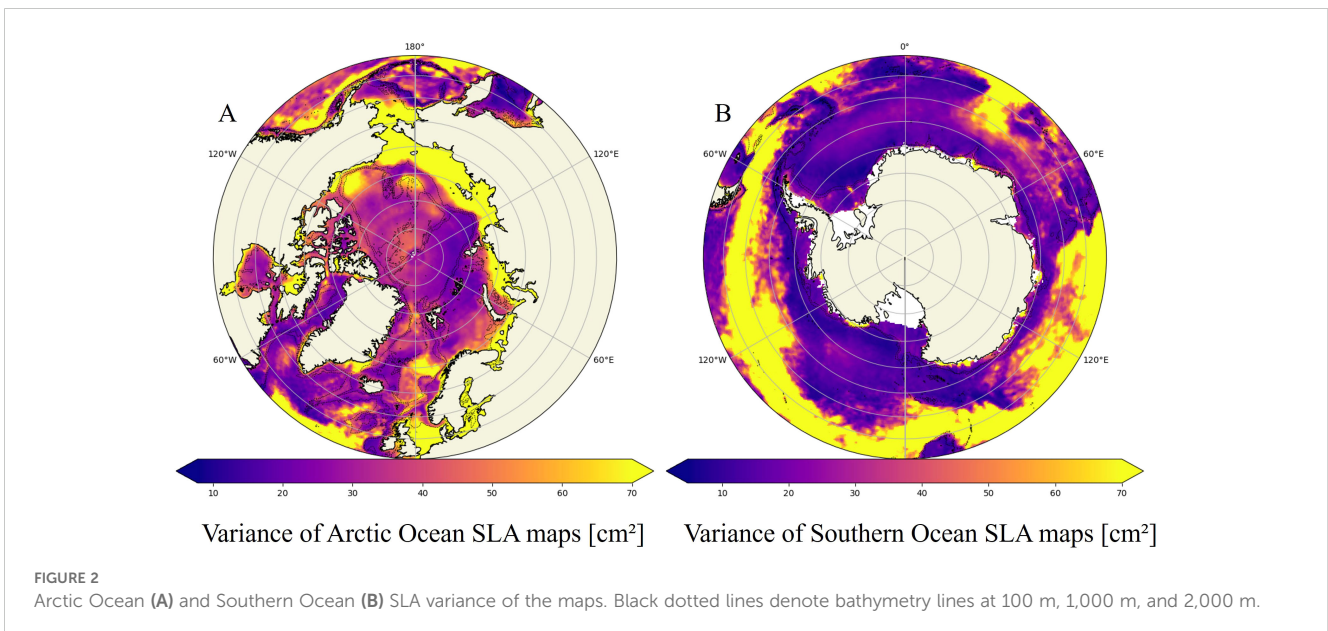 180°
0°
A
B
120°W
120°E
60°W
60°E
60°W
60°E
120°W
120°E
10 20 30 40 50 60 70
10 20 30 40 50 60 70
Variance of Arctic Ocean SLA maps [cm²]
Variance of Southern Ocean SLA maps [cm²]
FIGURE 2
Arctic Ocean (A) and Southern Ocean (B) SLA variance of the maps. Black dotted lines denote bathymetry lines at 100 m, 1,000 m, and 2,000 m.